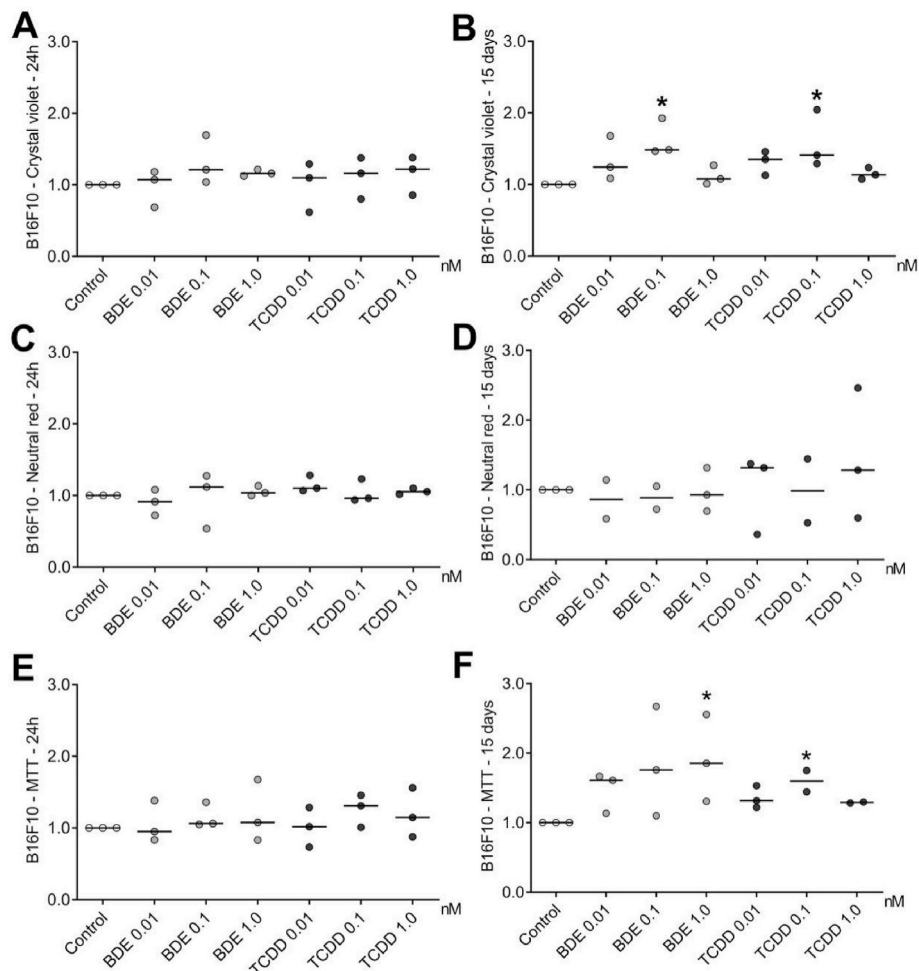 A
B16F10 - Crystal violet - 24h
3.0
2.0
1.0
0.0
Control
BDE 0.01
BDE 0.1
BDE 1.0
TCDD 0.01
TCDD 0.1
TCDD 1.0
nM
B
B16F10 - Crystal violet - 15 days
3.0
2.0
1.0
0.0
*
*
Control
BDE 0.01
BDE 0.1
BDE 1.0
TCDD 0.01
TCDD 0.1
TCDD 1.0
nM
C
B16F10 - Neutral red - 24h
3.0
2.0
1.0
0.0
Control
BDE 0.01
BDE 0.1
BDE 1.0
TCDD 0.01
TCDD 0.1
TCDD 1.0
nM
D
B16F10 - Neutral red - 15 days
3.0
2.0
1.0
0.0
Control
BDE 0.01
BDE 0.1
BDE 1.0
TCDD 0.01
TCDD 0.1
TCDD 1.0
nM
E
B16F10 - MTT - 24h
3.0
2.0
1.0
0.0
Control
BDE 0.01
BDE 0.1
BDE 1.0
TCDD 0.01
TCDD 0.1
TCDD 1.0
nM
F
B16F10 - MTT - 15 days
3.0
2.0
1.0
0.0
*
*
Control
BDE 0.01
BDE 0.1
BDE 1.0
TCDD 0.01
TCDD 0.1
TCDD 1.0
nM